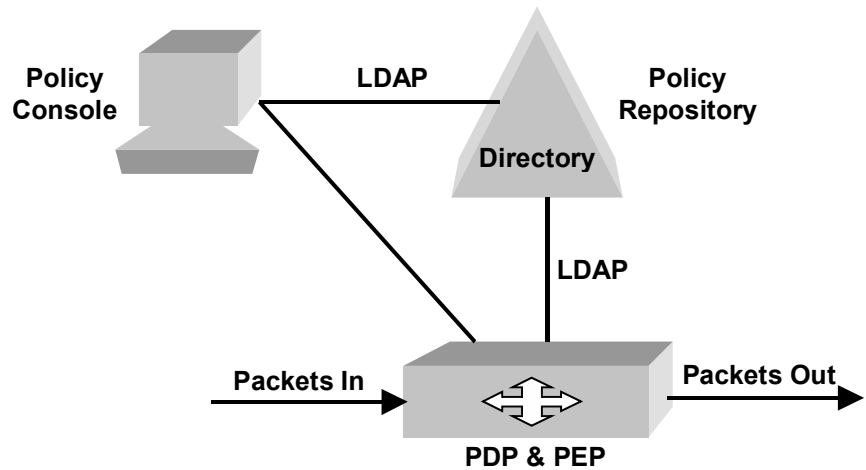 Policy
Console
LDAP
Policy
Repository
Directory
LDAP
Packets In
Packets Out
PDP & PEP